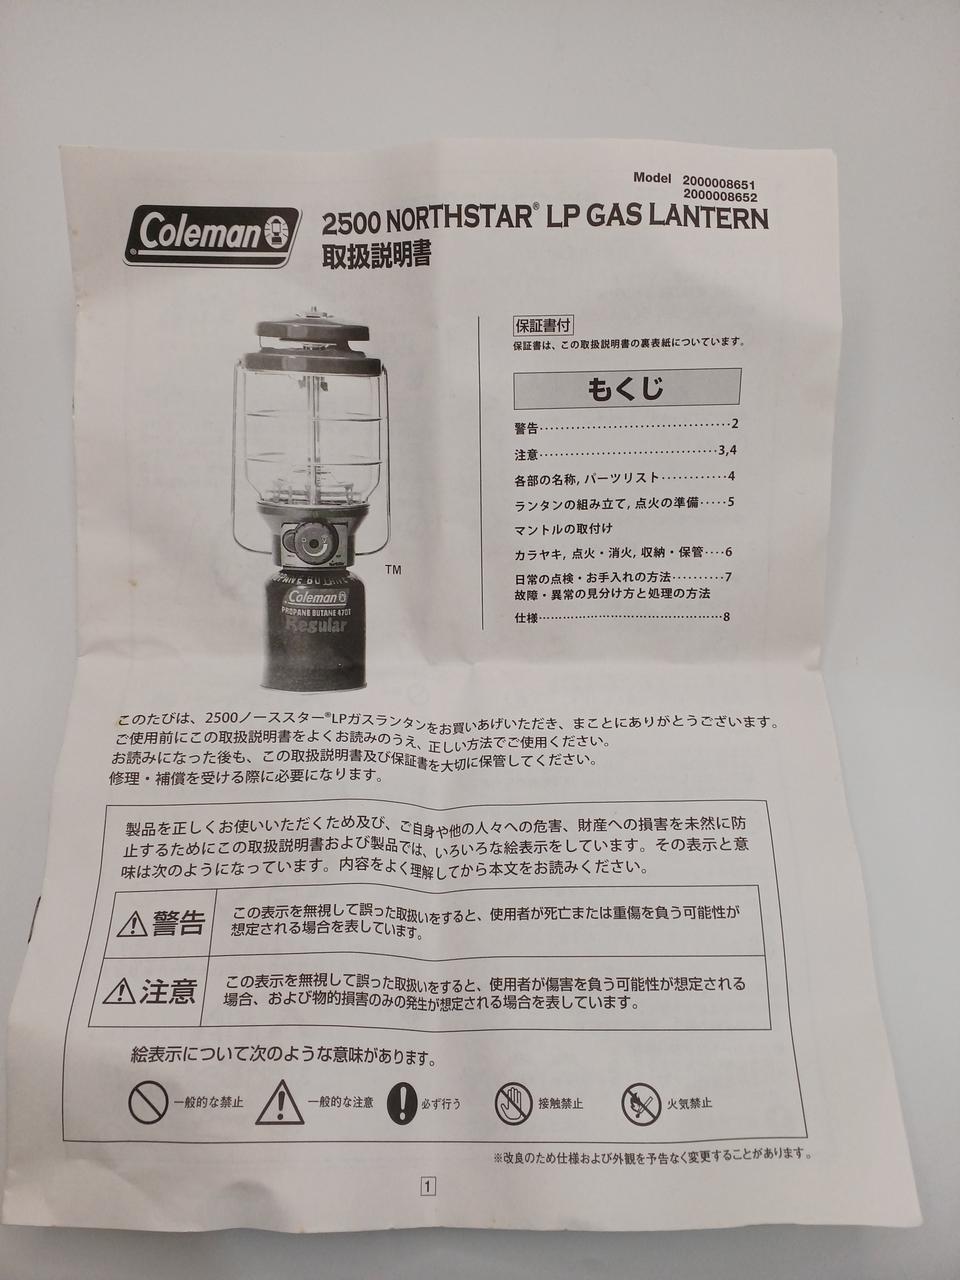 Model 2000008651
2000008652
Coleman
2500 NORTHSTAR® LP GAS LANTERN
取扱説明書
保証書付
保証書は、この取扱説明書の裏表紙についています。
もくじ
警告・・・・・・・・・・・・・・・・・・・・・・・・・・・・・・・・・・2
注意・・・・・・・・・・・・・・・・・・・・・・・・・・・・・・・・3,4
各部の名称, パーツリスト・・・・・・・・・・・・4
ランタンの組み立て, 点火の準備・・・・・5
マントルの取付け
カラヤキ, 点火・消火, 収納・保管・・・・6
日常の点検・お手入れの方法・・・・・・・・・・7
故障・異常の見分け方と処理の方法
仕様・・・・・・・・・・・・・・・・・・・・・・・・・・・・・・・・・・8
TM
PROPANE BUTANE
Coleman
PROPANE BUTANE 470T
Regular
このたびは、2500ノーススター®LPガスランタンをお買いあげいただき、まことにありがとうございます。
ご使用前にこの取扱説明書をよくお読みのうえ、正しい方法でご使用ください。
お読みになった後も、この取扱説明書及び保証書を大切に保管してください。
修理・補償を受ける際に必要になります。
製品を正しくお使いいただくため及び、ご自身や他の人々への危害、財産への損害を未然に防
止するためにこの取扱説明書および製品では、いろいろな絵表示をしています。その表示と意
味は次のようになっています。内容をよく理解してから本文をお読みください。
警告
この表示を無視して誤った取扱いをすると、使用者が死亡または重傷を負う可能性が
想定される場合を表しています。
注意
この表示を無視して誤った取扱いをすると、使用者が傷害を負う可能性が想定される
場合、および物的損害のみの発生が想定される場合を表しています。
絵表示について次のような意味があります。
一般的な禁止 一般的な注意 必ず行う 接触禁止 火気禁止
※改良のため仕様および外観を予告なく変更することがあります。
1